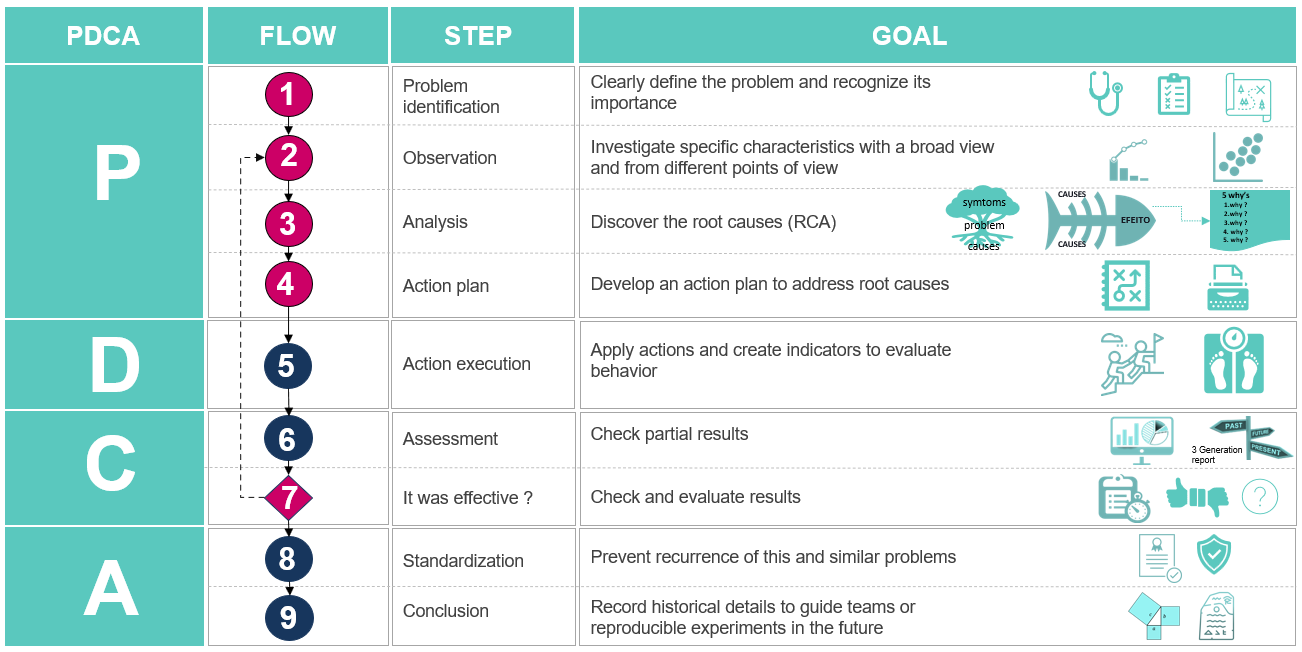 PDCA
FLOW
STEP
GOAL
P
1
Problem
identification
Clearly define the problem and recognize its
importance
2
Observation
Investigate specific characteristics with a broad view
and from different points of view
3
Analysis
Discover the root causes (RCA)
symtoms
problem
causes
CAUSES
EFEITO
CAUSES
5 why's
1.why ?
2.why ?
3.why ?
4. why ?
5. why ?
4
Action plan
Develop an action plan to address root causes
D
5
Action execution
Apply actions and create indicators to evaluate
behavior
C
6
Assessment
Check partial results
3 Generation
report
PAST
FUTURE
PRESENT
7
It was effective ?
Check and evaluate results
?
A
8
Standardization
Prevent recurrence of this and similar problems
9
Conclusion
Record historical details to guide teams or
reproducible experiments in the future